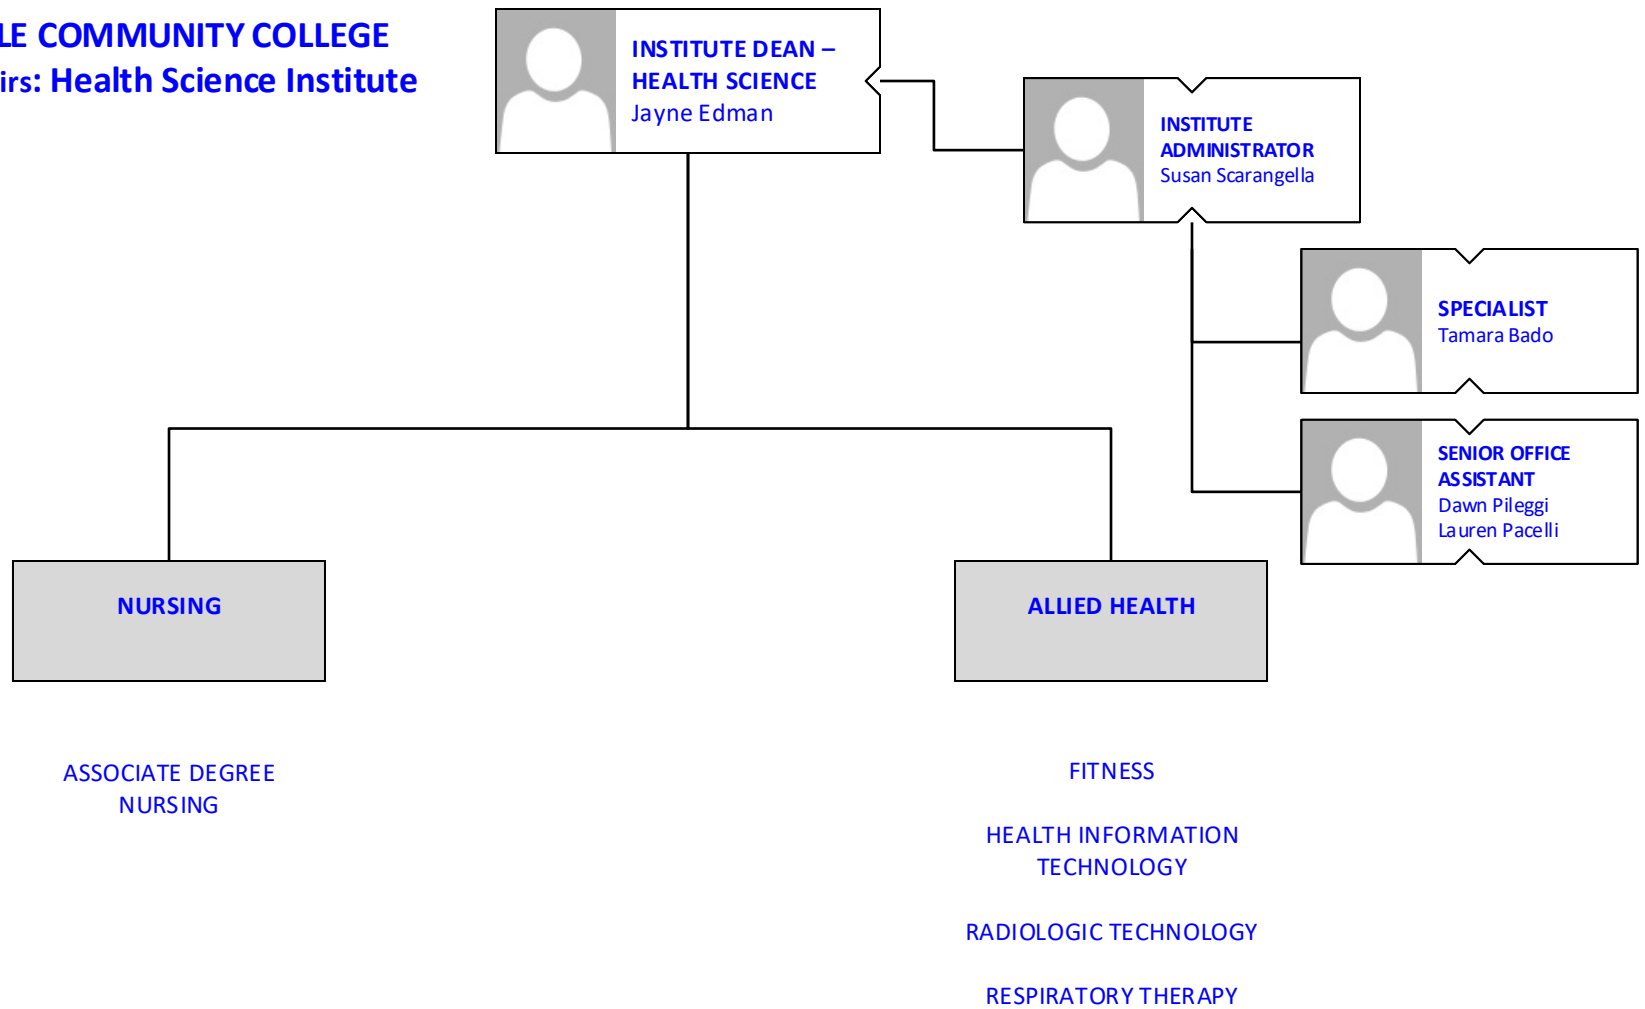 COMMUNITY COLLEGE
: Health Science Institute
INSTITUTE DEAN –
HEALTH SCIENCE
Jayne Edman
INSTITUTE
ADMINISTRATOR
Susan Scarangella
SPECIALIST
Tamara Bado
SENIOR OFFICE
ASSISTANT
Dawn Pileggi
Lauren Pacelli
NURSING
ALLIED HEALTH
ASSOCIATE DEGREE
NURSING
FITNESS
HEALTH INFORMATION
TECHNOLOGY
RADIOLOGIC TECHNOLOGY
RESPIRATORY THERAPY